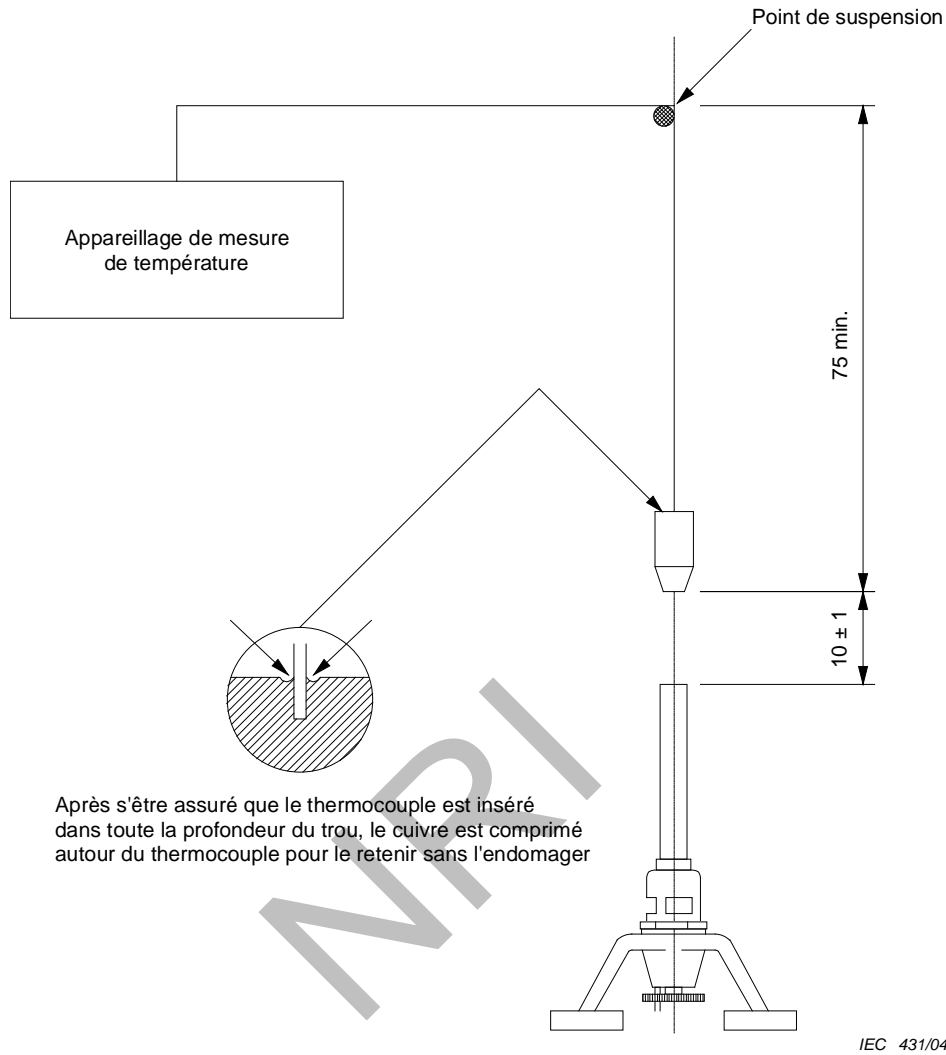 Point de suspension
Appareillage de mesure
de température
75 min.
10 ± 1
Après s'être assuré que le thermocouple est inséré
dans toute la profondeur du trou, le cuivre est comprimé
autour du thermocouple pour le retenir sans l'endomager
NRI
IEC 431/04